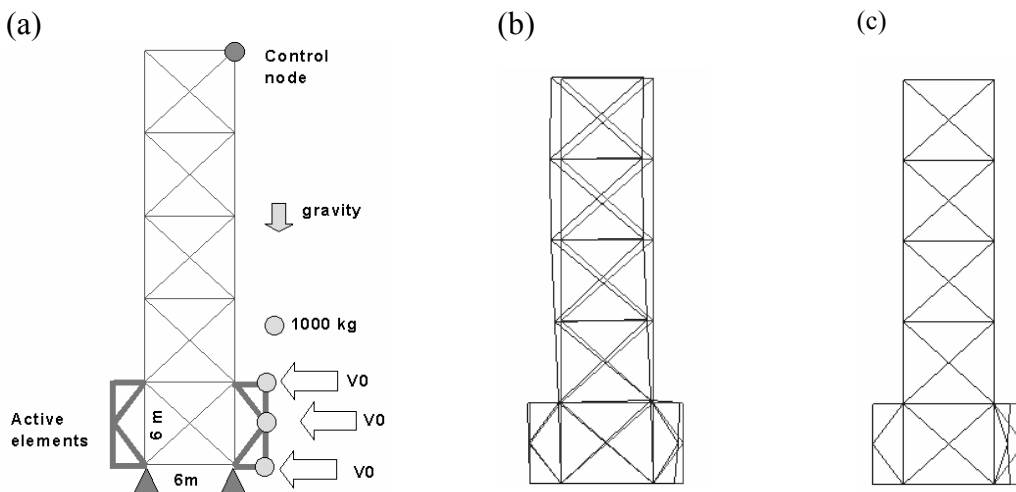 (a)
(b)
(c)
Control
node
gravity
1000 kg
V0
V0
V0
Active
elements
6 m
6m